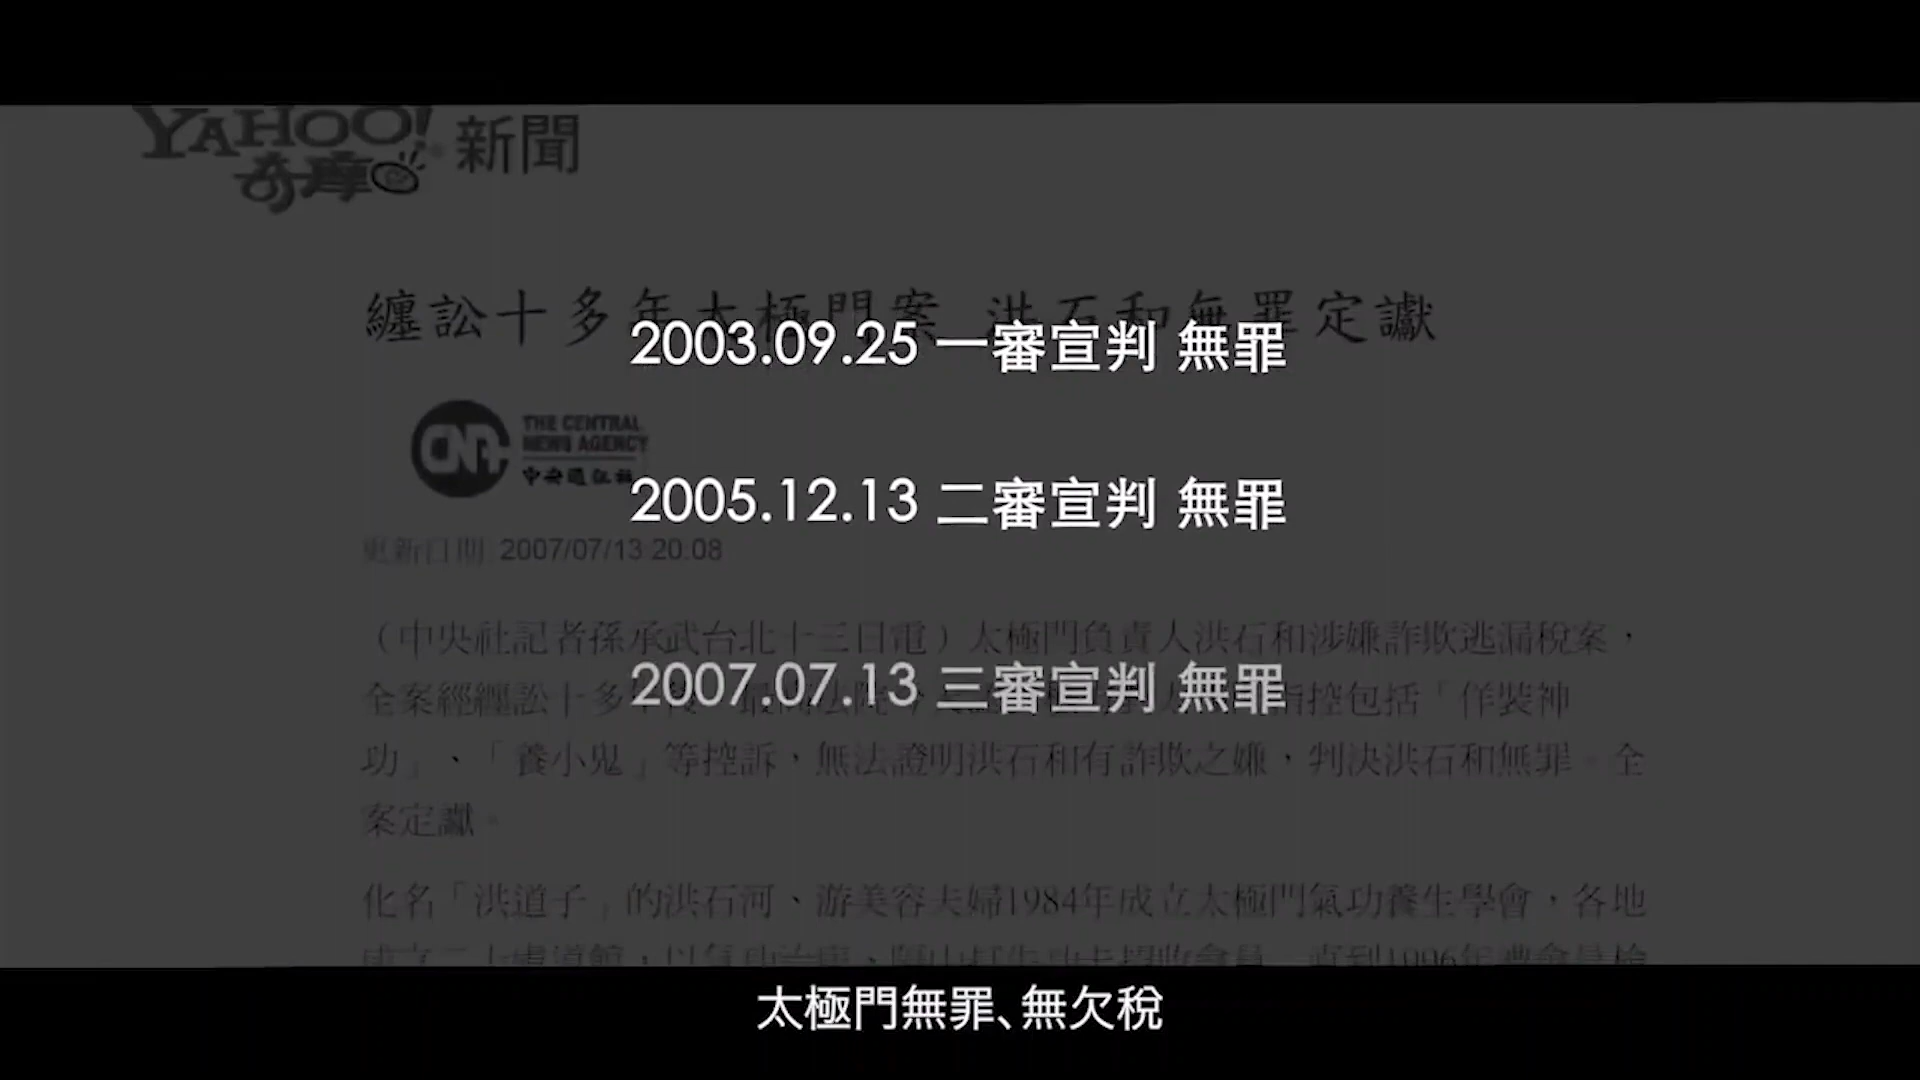 YAHOO! 新聞
奇摩
纏訟十多年太極門案 洪石和無罪定讞
2003.09.25 一審宣判 無罪
THE CENTRAL
NEWS AGENCY
中央通訊社
2005.12.13 二審宣判 無罪
更新日期: 2007/07/13 20:08
（中央社記者孫承武台北十三日電）太極門負責人洪石和涉嫌詐欺逃漏稅案，
2007.07.13 三審宣判 無罪
全案經纏訟十多年後 指控包括「佯裝神
功」、「養小鬼」等控訴，無法證明洪石和有詐欺之嫌，判決洪石和無罪。全
案定讞。
化名「洪道子」的洪石河、游美容夫婦1984年成立太極門氣功養生學會，各地
太極門無罪、無欠稅